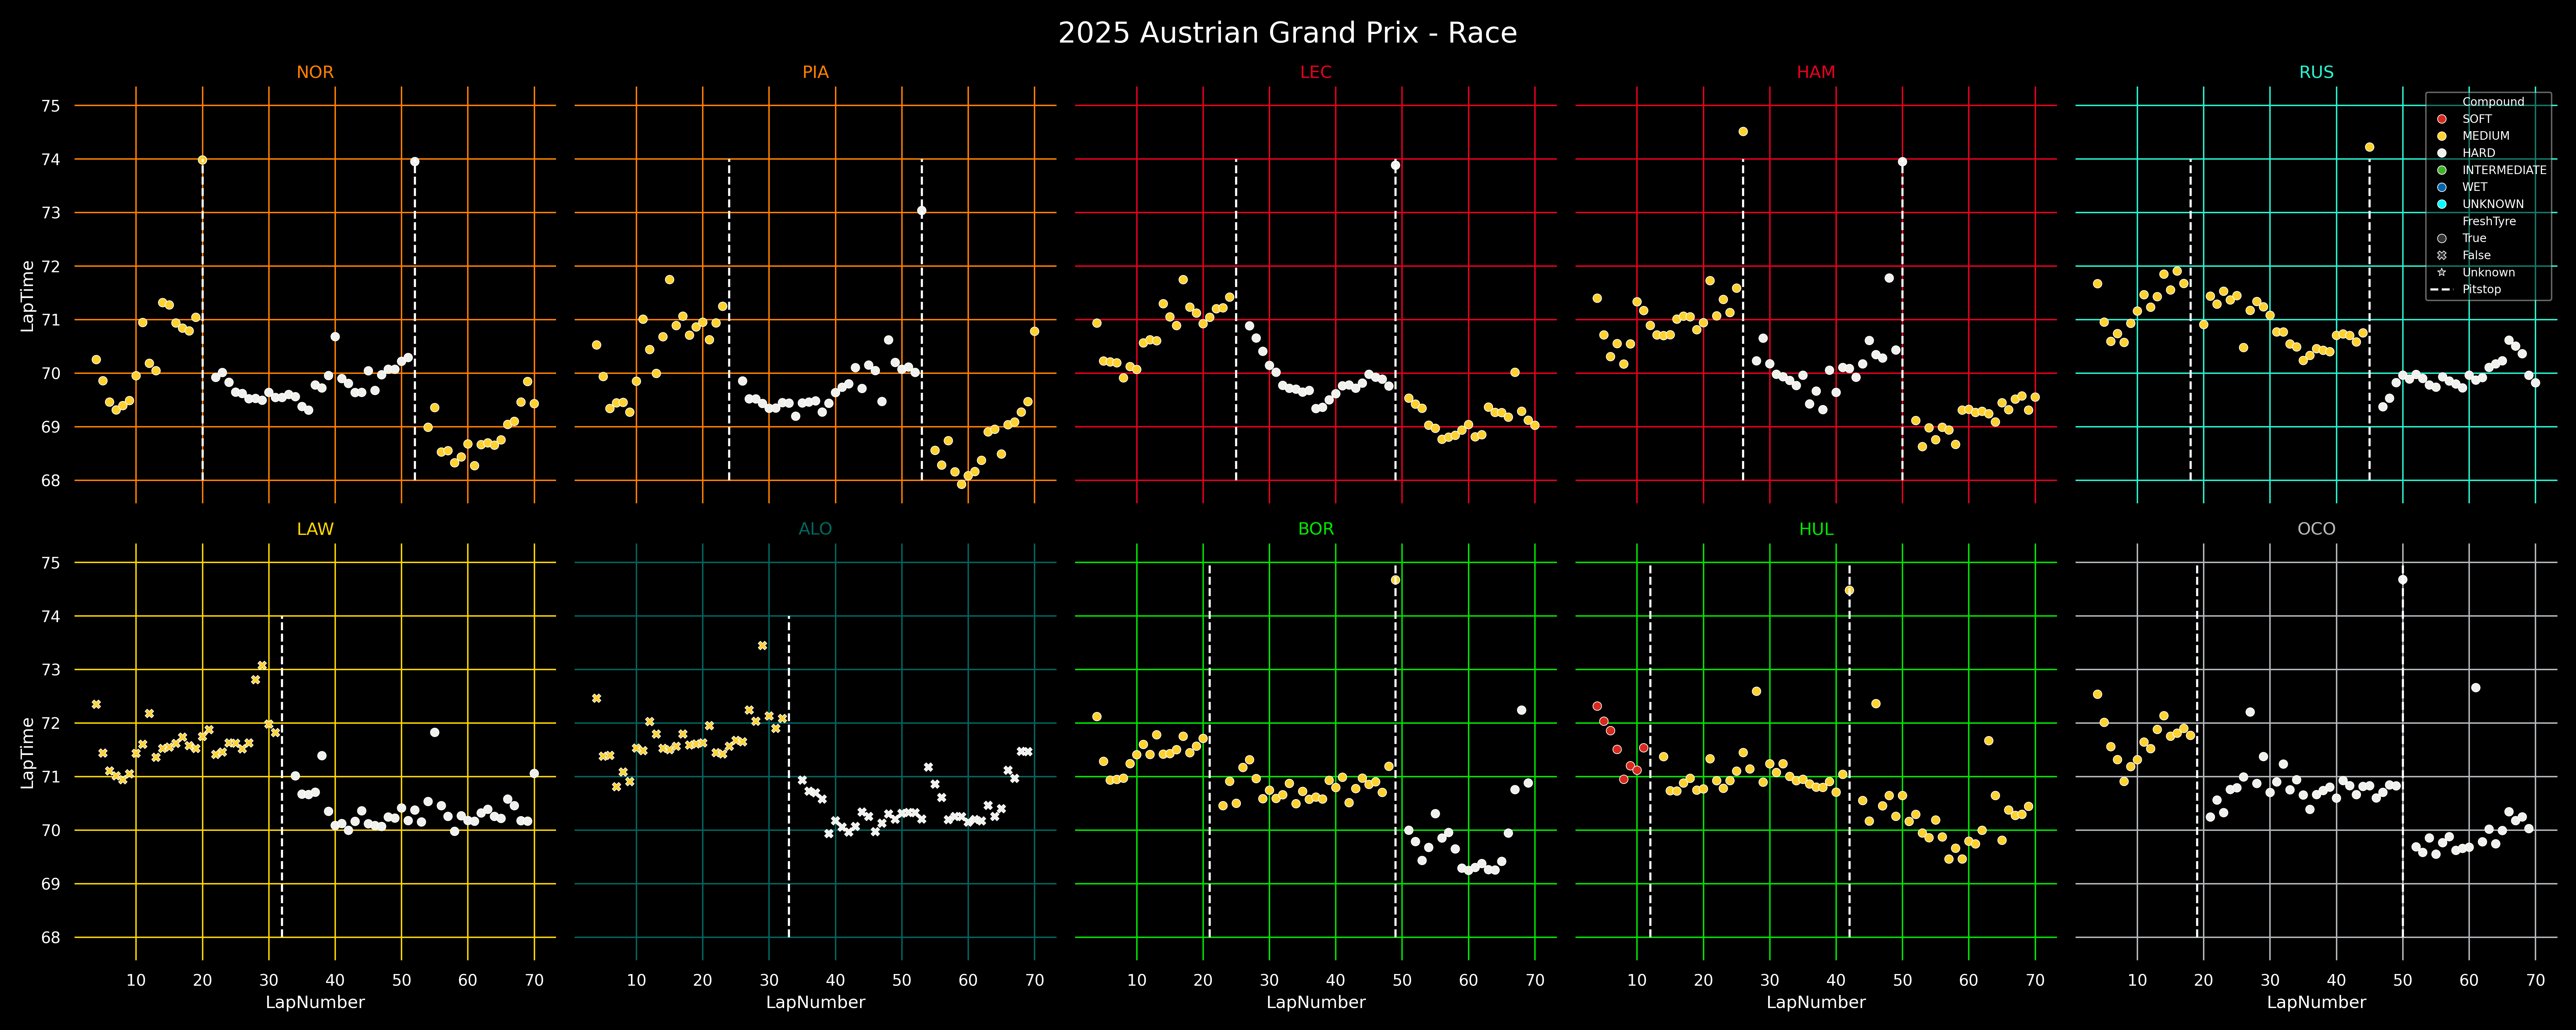 2025 Austrian Grand Prix - Race
NOR
PIA
LEC
HAM
RUS
75
74
73
72
71
70
69
68
LapTime
Compound
SOFT
MEDIUM
HARD
INTERMEDIATE
WET
UNKNOWN
FreshTyre
True
False
Unknown
Pitstop
LAW
ALO
BOR
HUL
OCO
75
74
73
72
71
70
69
68
LapTime
10 20 30 40 50 60 70
10 20 30 40 50 60 70
10 20 30 40 50 60 70
10 20 30 40 50 60 70
10 20 30 40 50 60 70
LapNumber
LapNumber
LapNumber
LapNumber
LapNumber